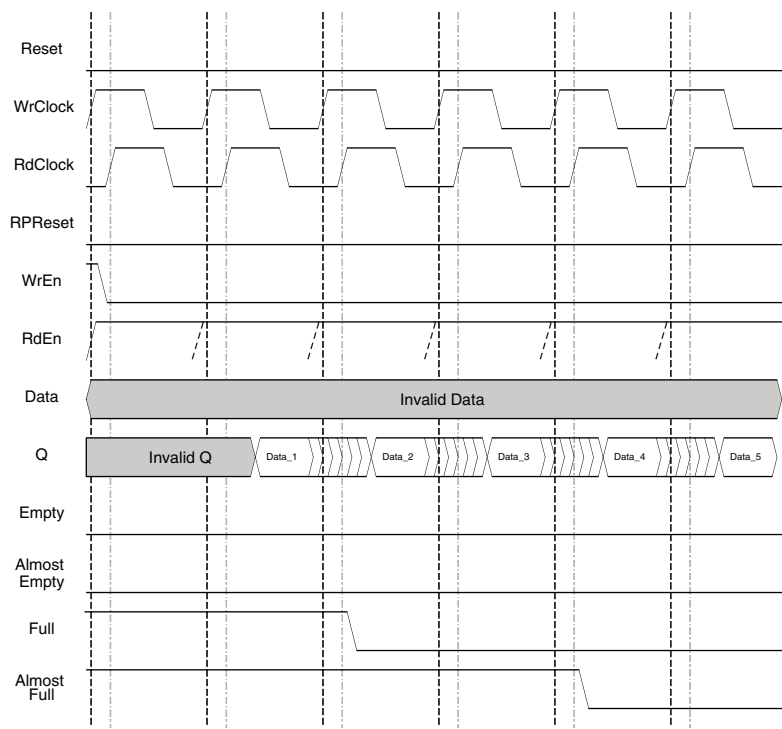 Reset
WrClock
RdClock
RPReset
WrEn
RdEn
Data
Invalid Data
Q
Invalid Q
Data_1
Data_2
Data_3
Data_4
Data_5
Empty
Almost
Empty
Full
Almost
Full